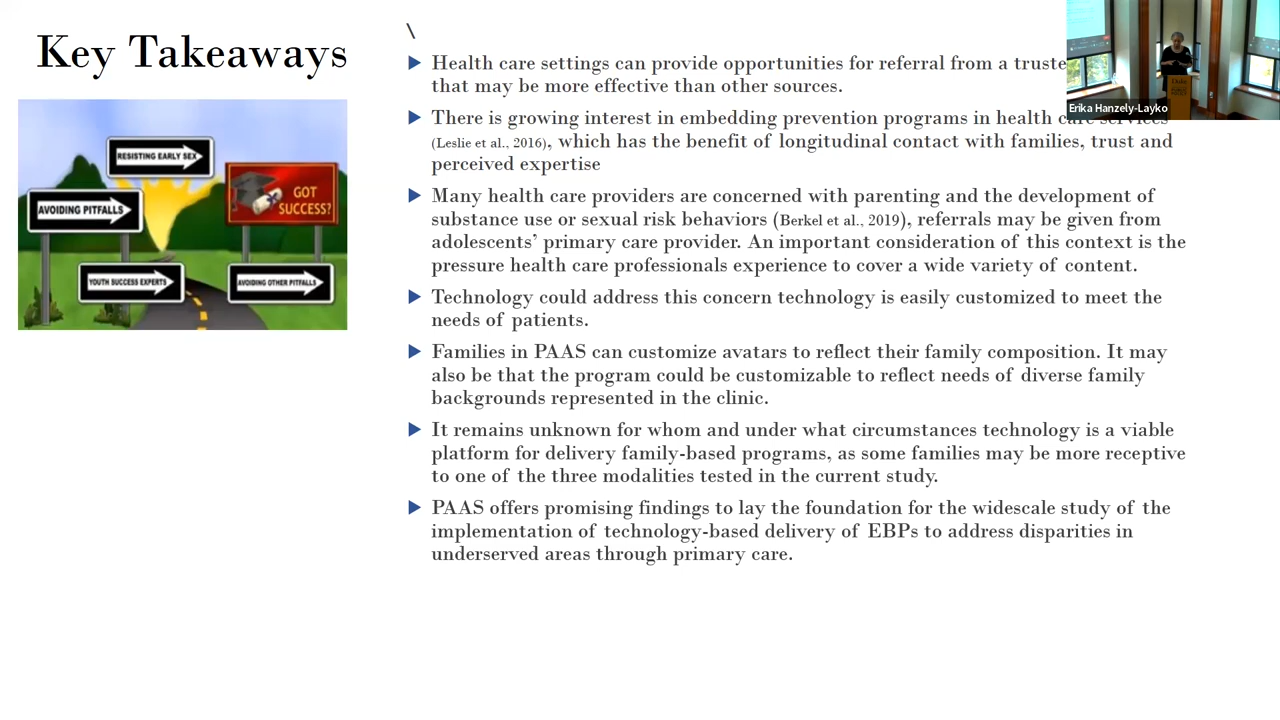 Key Takeaways
\
Health care settings can provide opportunities for referral from a truste
that may be more effective than other sources.
There is growing interest in embedding prevention programs in health care services
(Leslie et al., 2016), which has the benefit of longitudinal contact with families, trust and
perceived expertise
Many health care providers are concerned with parenting and the development of
substance use or sexual risk behaviors (Berkel et al., 2019), referrals may be given from
adolescents’ primary care provider. An important consideration of this context is the
pressure health care professionals experience to cover a wide variety of content.
Technology could address this concern technology is easily customized to meet the
needs of patients.
Families in PAAS can customize avatars to reflect their family composition. It may
also be that the program could be customizable to reflect needs of diverse family
backgrounds represented in the clinic.
It remains unknown for whom and under what circumstances technology is a viable
platform for delivery family-based programs, as some families may be more receptive
to one of the three modalities tested in the current study.
PAAS offers promising findings to lay the foundation for the widescale study of the
implementation of technology-based delivery of EBPs to address disparities in
underserved areas through primary care.
RESISTING EARLY SEX
AVOIDING PITFALLS
GOT
SUCCESS?
YOUTH SUCCESS EXPERTS
AVOIDING OTHER PITFALLS
Erika Hanzely-Layko